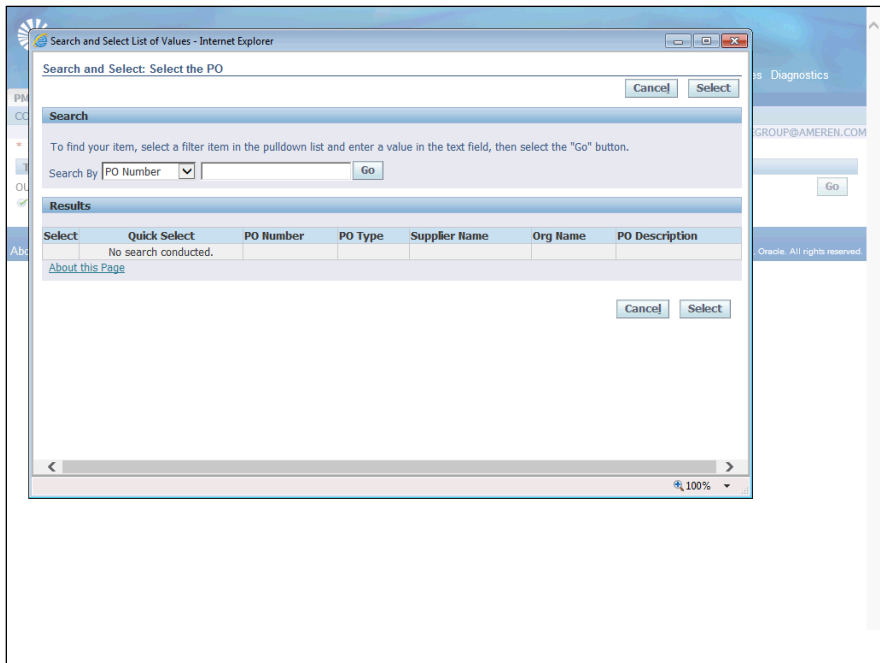 Search and Select List of Values - Internet Explorer
Search and Select: Select the PO
es Diagnostics
Cancel Select
PM
Search
CO
GROUP@AMEREN.COM
*
To find your item, select a filter item in the pulldown list and enter a value in the text field, then select the "Go" button.
T
Search By PO Number Go
OU
Go
Results
Select Quick Select PO Number PO Type Supplier Name Org Name PO Description
No search conducted.
Abo
Oracle. All rights reserved.
About this Page
Cancel Select
100%